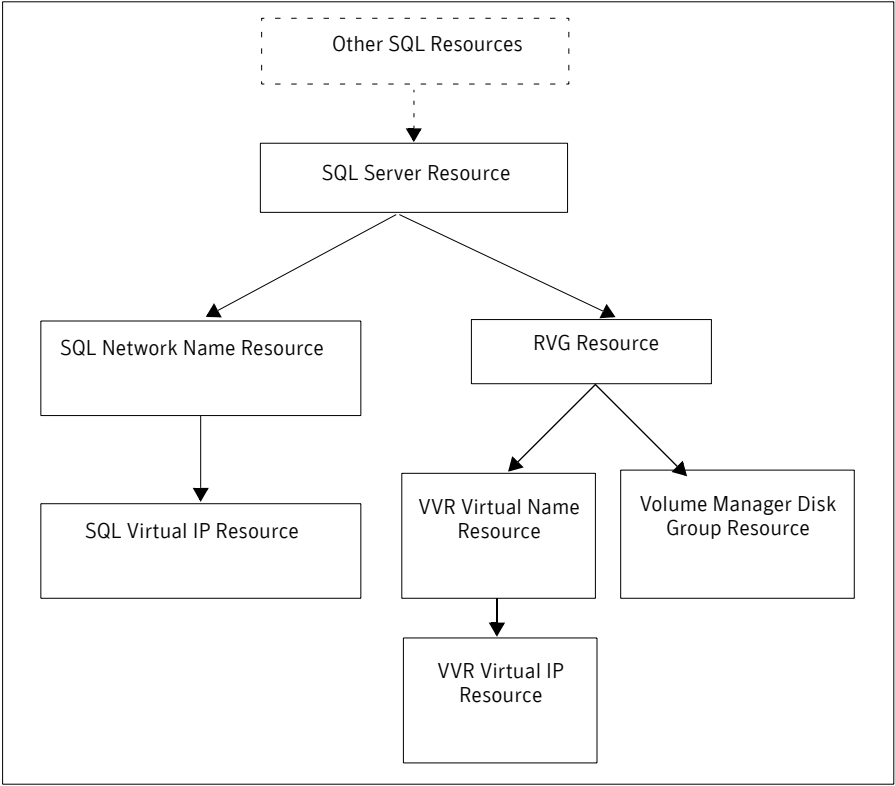 Other SQL Resources
SQL Server Resource
SQL Network Name Resource
RVG Resource
SQL Virtual IP Resource
VVR Virtual Name
Resource
Volume Manager Disk
Group Resource
VVR Virtual IP
Resource